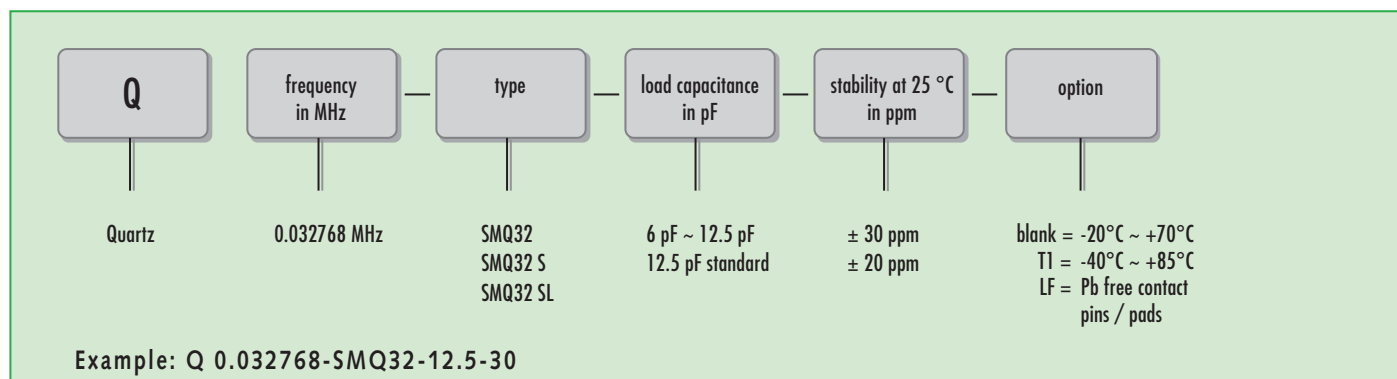 Q
frequency
in MHz
type
load capacitance
in pF
stability at 25 °C
in ppm
option
Quartz
0.032768 MHz
SMQ32
SMQ32 S
SMQ32 SL
6 pF ~ 12.5 pF
12.5 pF standard
± 30 ppm
± 20 ppm
blank = -20°C ~ +70°C
T1 = -40°C ~ +85°C
LF = Pb free contact
pins / pads
Example: Q 0.032768-SMQ32-12.5-30